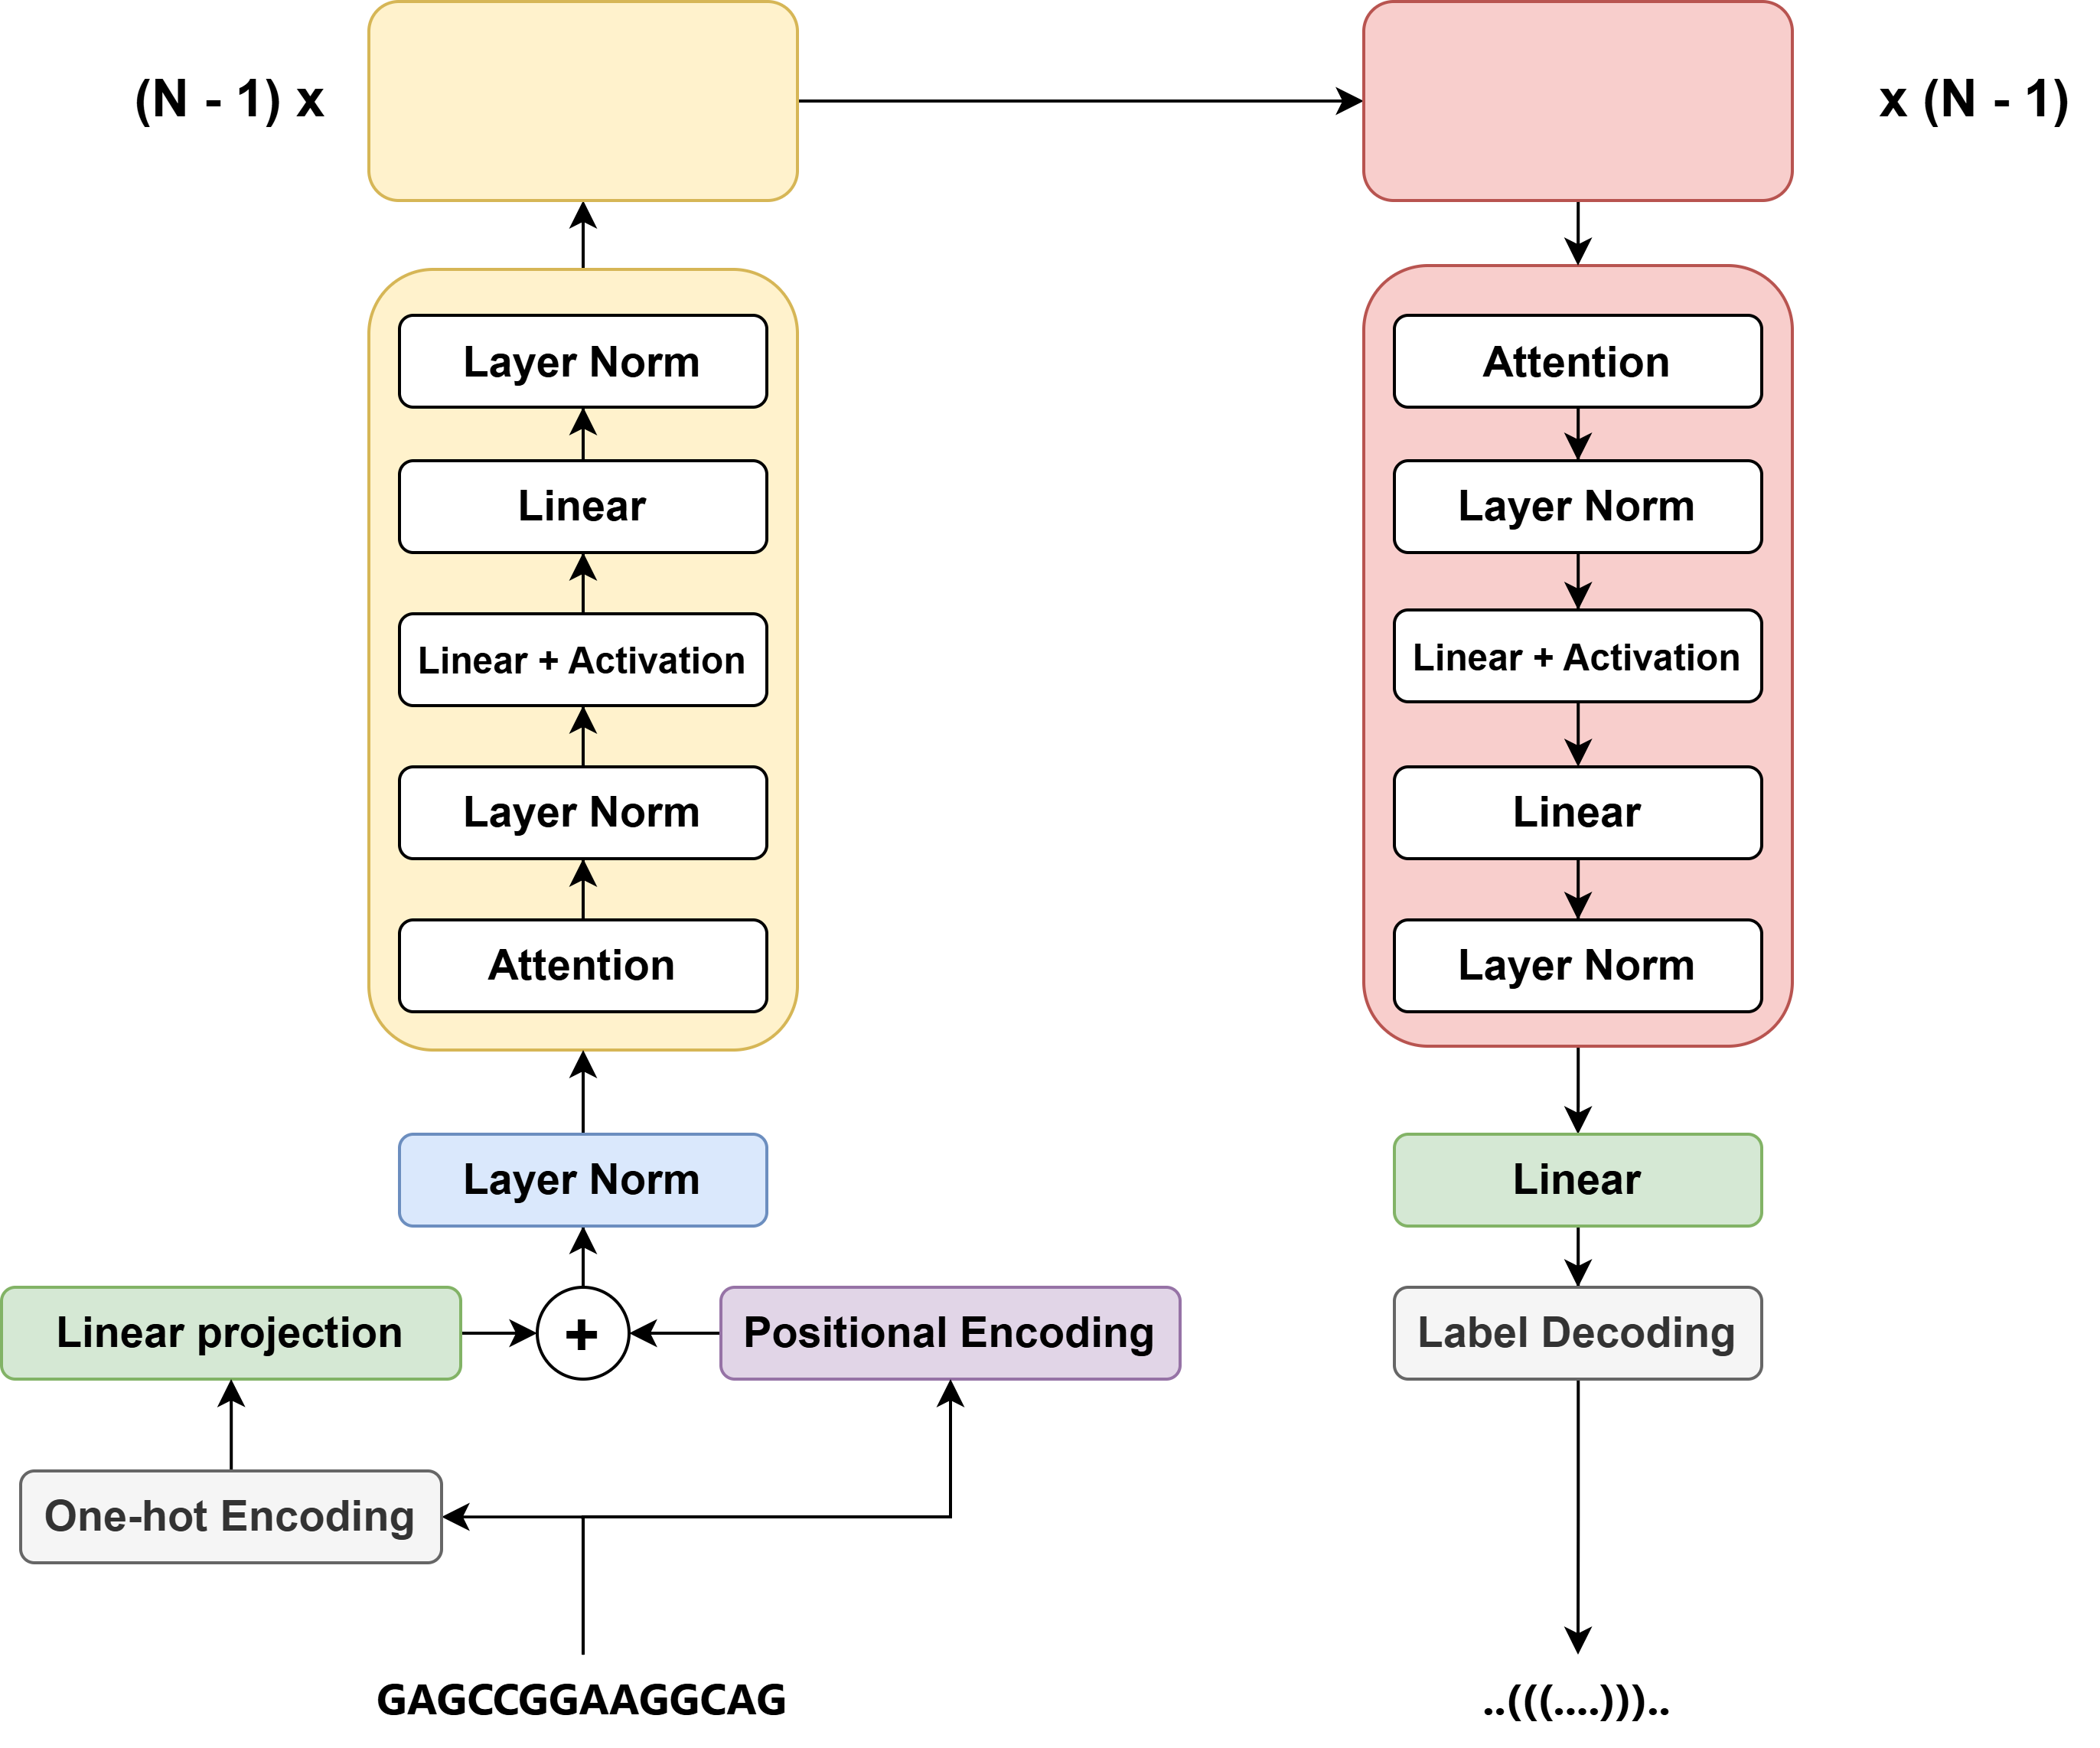 (N - 1) x
x (N - 1)
Layer Norm
Linear
Linear + Activation
Layer Norm
Attention
Layer Norm
Linear projection
+
Positional Encoding
One-hot Encoding
GAGCCGGAAGGCAG
Attention
Layer Norm
Linear + Activation
Linear
Layer Norm
Linear
Label Decoding
..(((....)))..